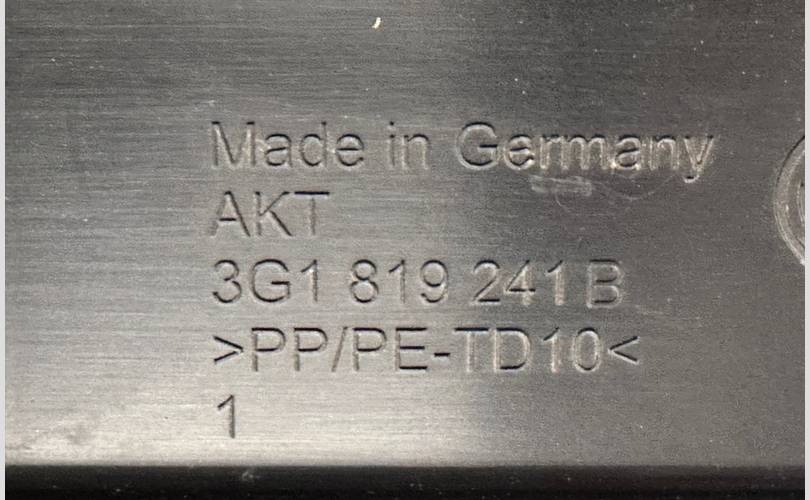 Made in Germany
AKT
3G1 819 241 B
>PP/PE-TD10<
1